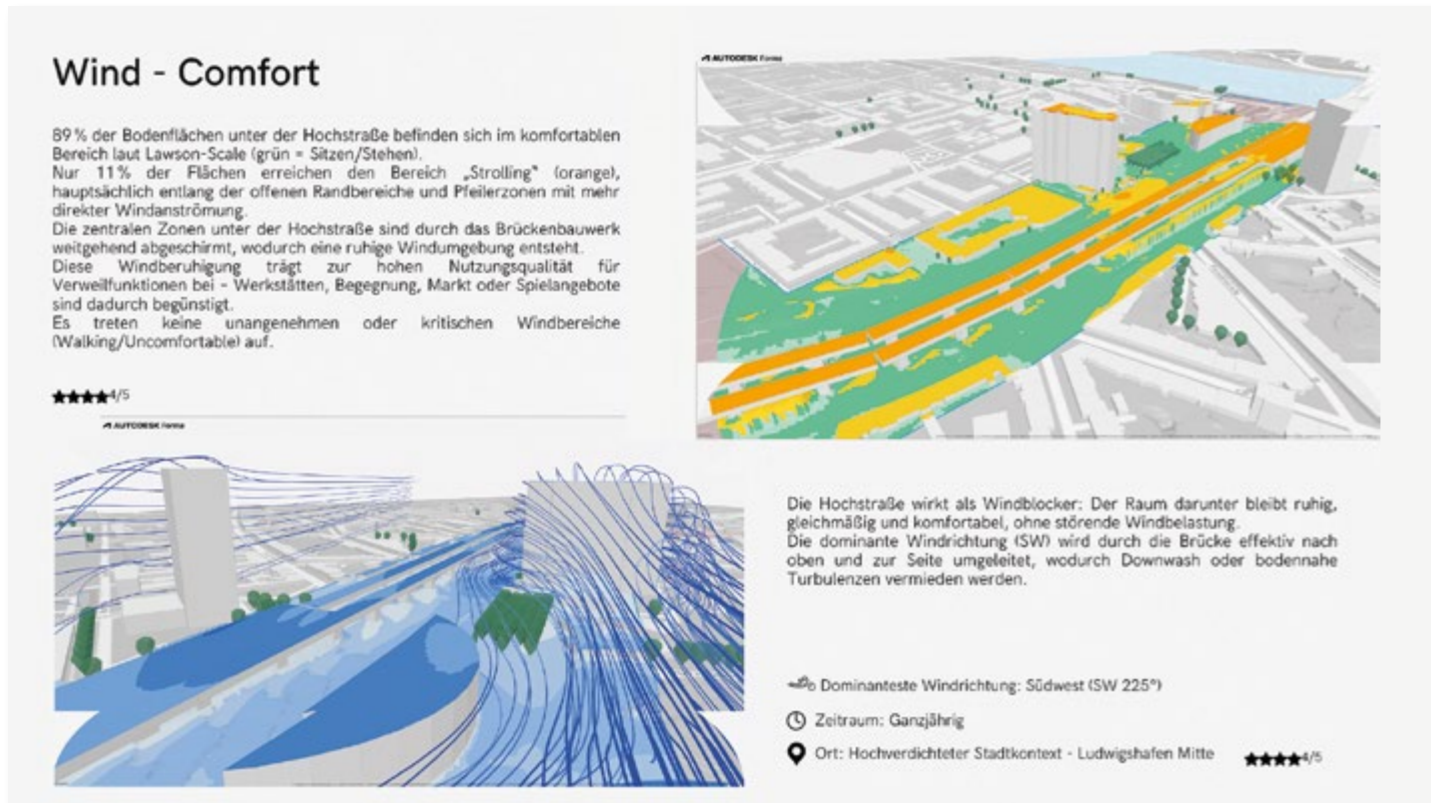 Wind - Comfort
89 % der Bodenflächen unter der Hochstraße befinden sich im komfortablen
Bereich laut Lawson-Scale (grün = Sitzen/Stehen).
Nur 11 % der Flächen erreichen den Bereich „Strolling“ (orange),
hauptsächlich entlang der offenen Randbereiche und Pfeilerzonen mit mehr
direkter Windanströmung.
Die zentralen Zonen unter der Hochstraße sind durch das Brückenbauwerk
weitgehend abgeschirmt, wodurch eine ruhige Windumgebung entsteht.
Diese Windberuhigung trägt zur hohen Nutzungsqualität für
Verweilfunktionen bei – Werkstätten, Begegnung, Markt oder Spielangebote
sind dadurch begünstigt.
Es treten keine unangenehmen oder kritischen Windbereiche
(Walking/Uncomfortable) auf.
★★★★4/5
AUTODESK Forma
AUTODESK Forma
Die Hochstraße wirkt als Windblocker: Der Raum darunter bleibt ruhig,
gleichmäßig und komfortabel, ohne störende Windbelastung.
Die dominante Windrichtung (SW) wird durch die Brücke effektiv nach
oben und zur Seite umgeleitet, wodurch Downwash oder bodennahe
Turbulenzen vermieden werden.
Dominanteste Windrichtung: Südwest (SW 225°)
Zeitraum: Ganzjährig
Ort: Hochverdichteter Stadtkontext - Ludwigshafen Mitte
★★★★4/5